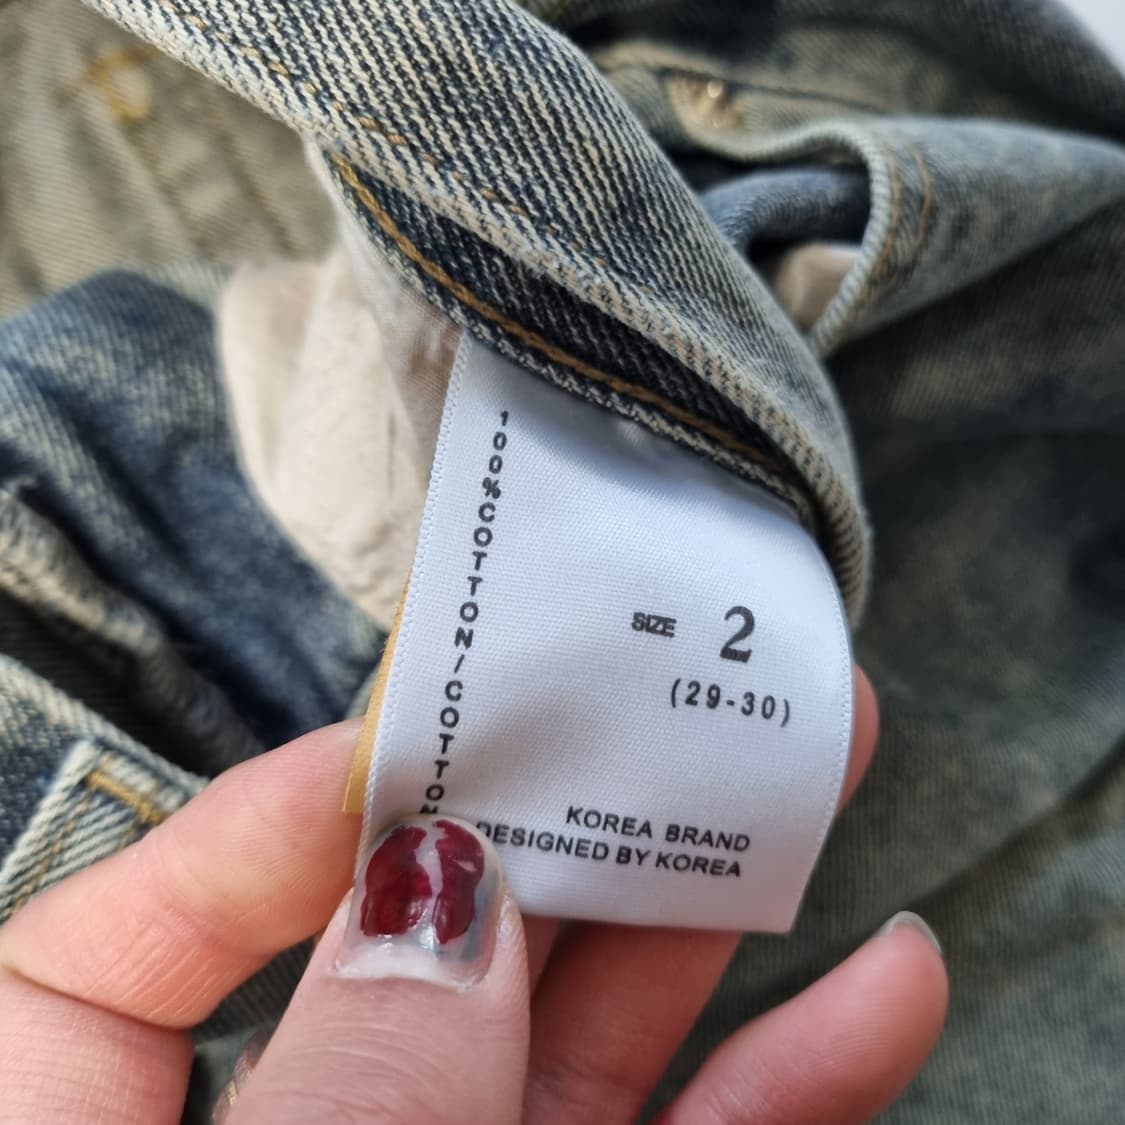 100%COTTON/COTTON
SIZE 2
(29-30)
KOREA BRAND
DESIGNED BY KOREA